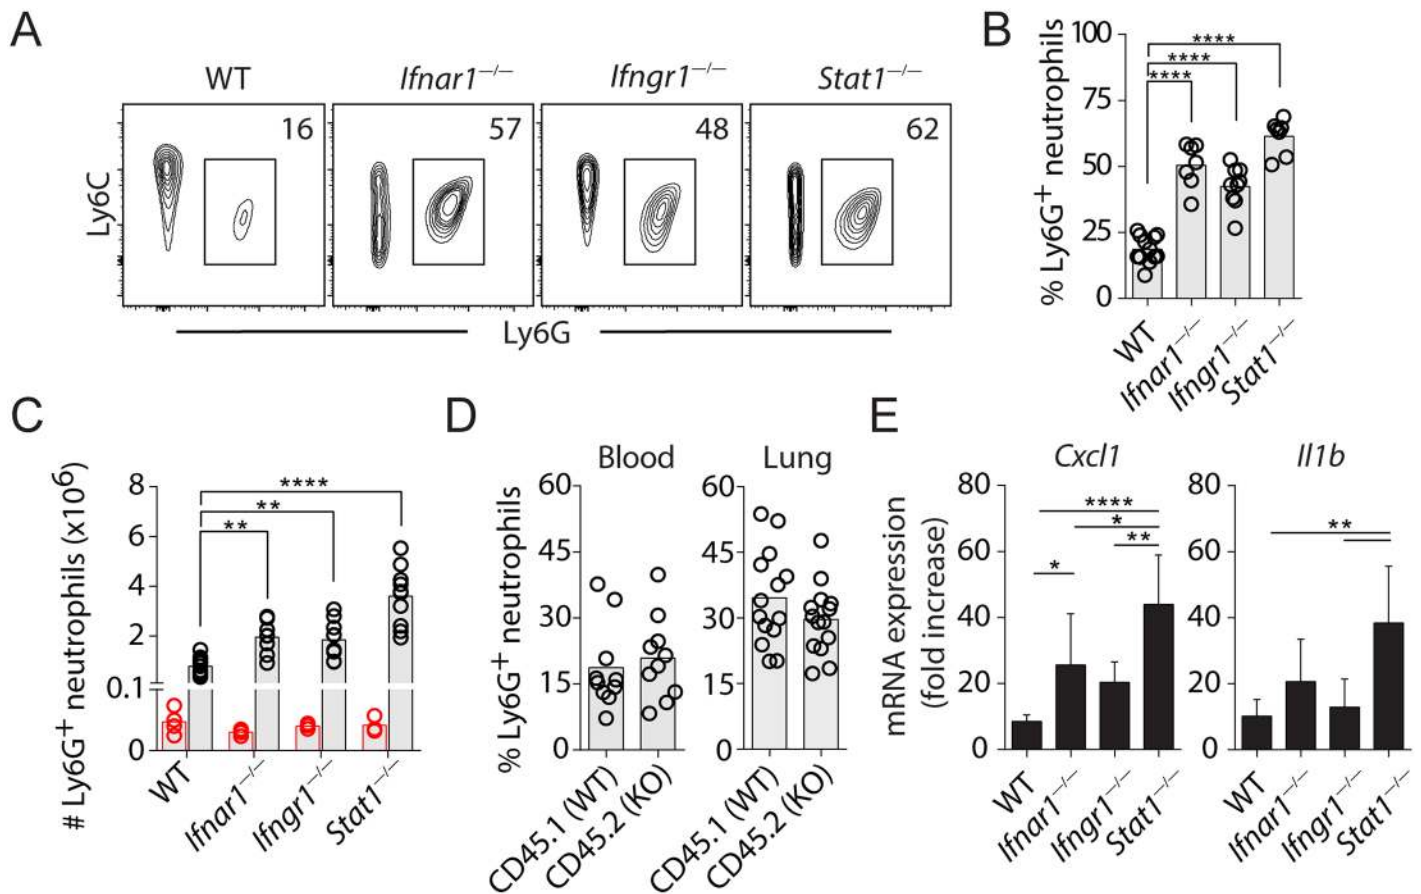 A
WT
Ifnar1−/−
Ifngr1−/−
Stat1−/−
16
57
48
62
Ly6C
Ly6G
B
% Ly6G+ neutrophils
100
75
50
25
0
****
****
****
WT
Ifnar1−/−
Ifngr1−/−
Stat1−/−
C
# Ly6G+ neutrophils (x10^6)
8
6
4
2
0.1
0
****
**
**
WT
Ifnar1−/−
Ifngr1−/−
Stat1−/−
D
Blood
Lung
% Ly6G+ neutrophils
60
45
30
15
0
60
45
30
15
0
CD45.1 (WT)
CD45.2 (KO)
CD45.1 (WT)
CD45.2 (KO)
E
Cxcl1
Il1b
mRNA expression
(fold increase)
80
60
40
20
0
****
*
**
*
80
60
40
20
0
**
WT
Ifnar1−/−
Ifngr1−/−
Stat1−/−
WT
Ifnar1−/−
Ifngr1−/−
Stat1−/−